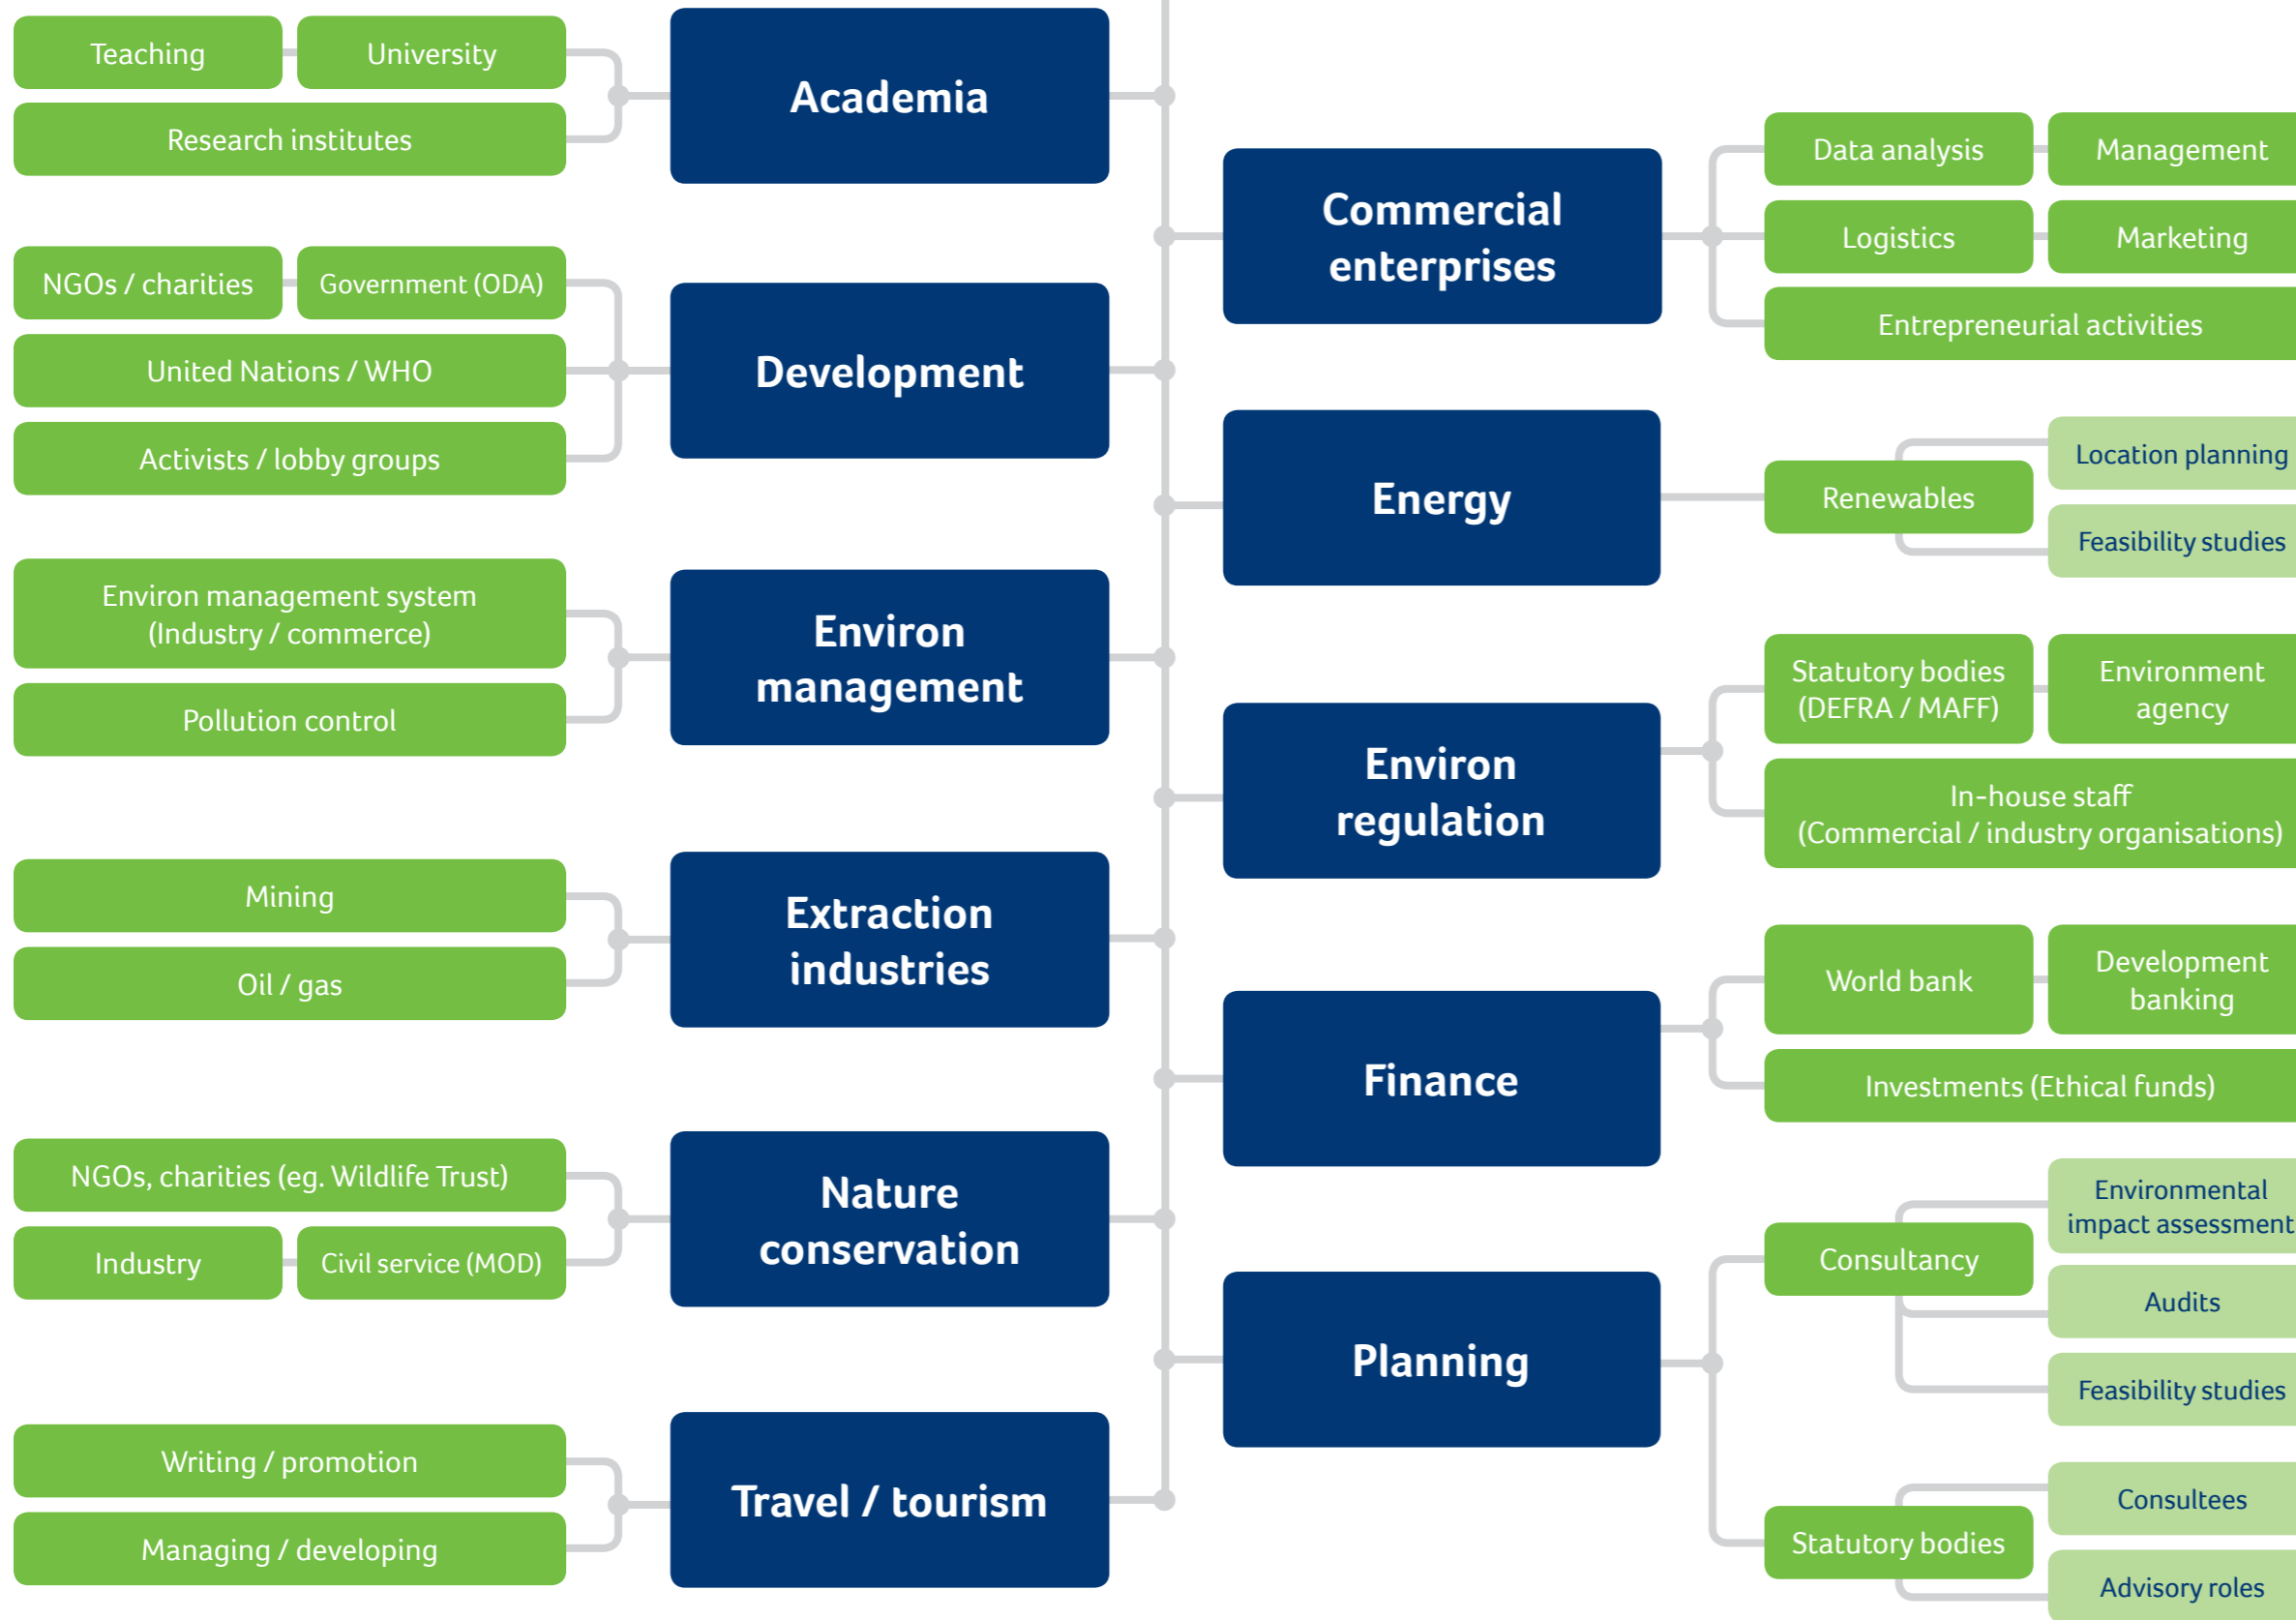 Teaching
University
Research institutes
Academia
NGOs / charities
Government (ODA)
United Nations / WHO
Activists / lobby groups
Development
Environ management system
(Industry / commerce)
Pollution control
Environ
management
Mining
Oil / gas
Extraction
industries
NGOs, charities (eg. Wildlife Trust)
Industry
Civil service (MOD)
Nature
conservation
Writing / promotion
Managing / developing
Travel / tourism
Commercial
enterprises
Data analysis
Management
Logistics
Marketing
Entrepreneurial activities
Energy
Renewables
Location planning
Feasibility studies
Environ
regulation
Statutory bodies
(DEFRA / MAFF)
Environment
agency
In-house staff
(Commercial / industry organisations)
Finance
World bank
Development
banking
Investments (Ethical funds)
Planning
Consultancy
Environmental
impact assessment
Audits
Feasibility studies
Statutory bodies
Consultees
Advisory roles